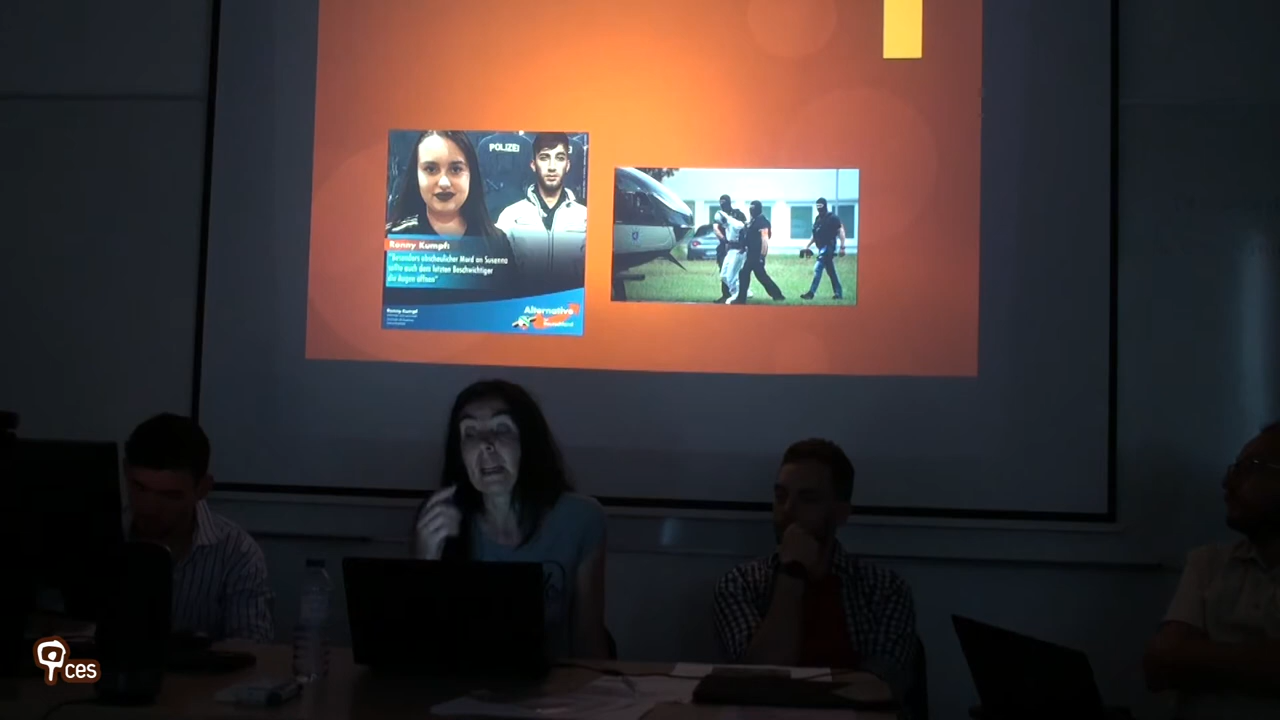 POLIZEI
Ronny Kumpf:
"Besonders abscheulicher Mord an Susanna
sollte auch dem letzten Beschwichtiger
die Augen öffnen"
Ronny Kumpf
Alternative
Deutschland
ces